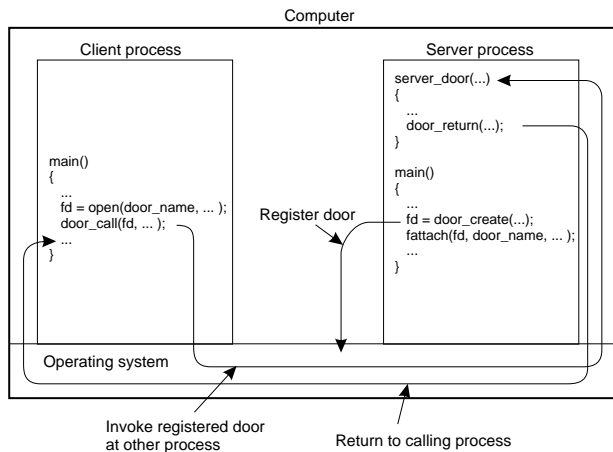 Computer
Client process
main()
{
...
fd = open(door_name, ... );
door_call(fd, ... );
...
}
Register door
Server process
server_door(...)
{
...
door_return(...);
}
main()
{
...
fd = door_create(...);
fattach(fd, door_name, ... );
...
}
Operating system
Invoke registered door
at other process
Return to calling process